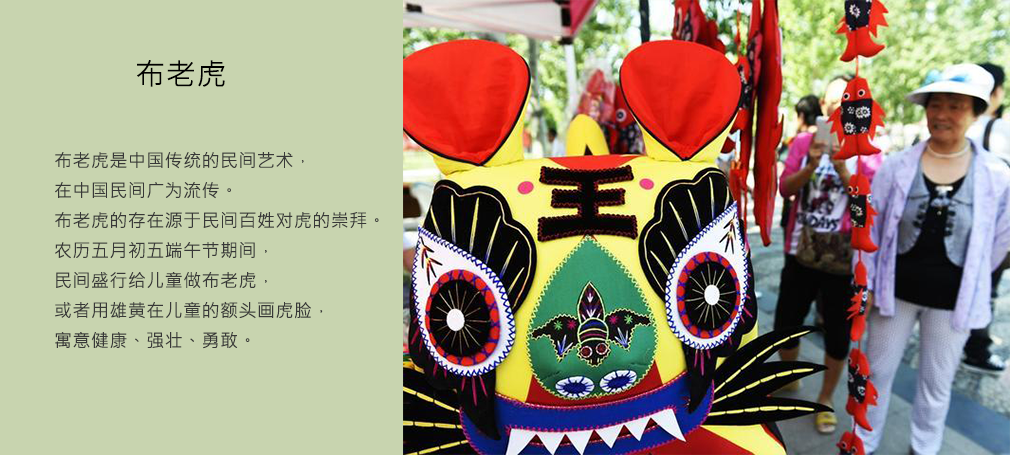 布老虎
布老虎是中国传统的民间艺术，
在中国民间广为流传。
布老虎的存在源于民间百姓对虎的崇拜。
农历五月初五端午节期间，
民间盛行给儿童做布老虎，
或者用雄黄在儿童的额头画虎脸，
寓意健康、强壮、勇敢。
王